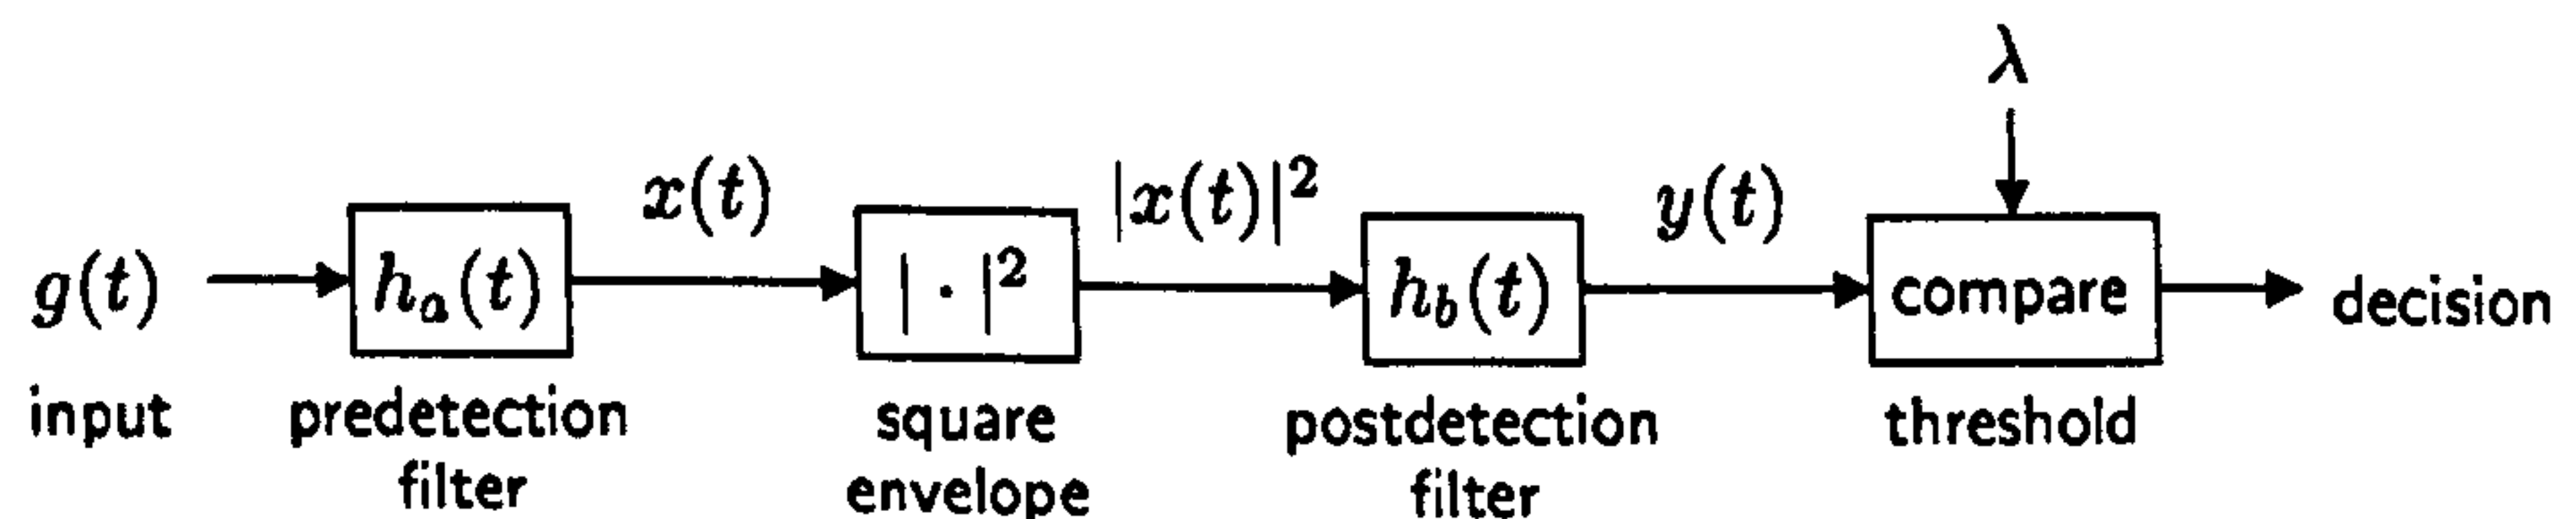 λ
x(t)
|x(t)|²
y(t)
g(t)
hₐ(t)
| · |²
h_b(t)
compare
decision
input
predetection
filter
square
envelope
postdetection
filter
threshold